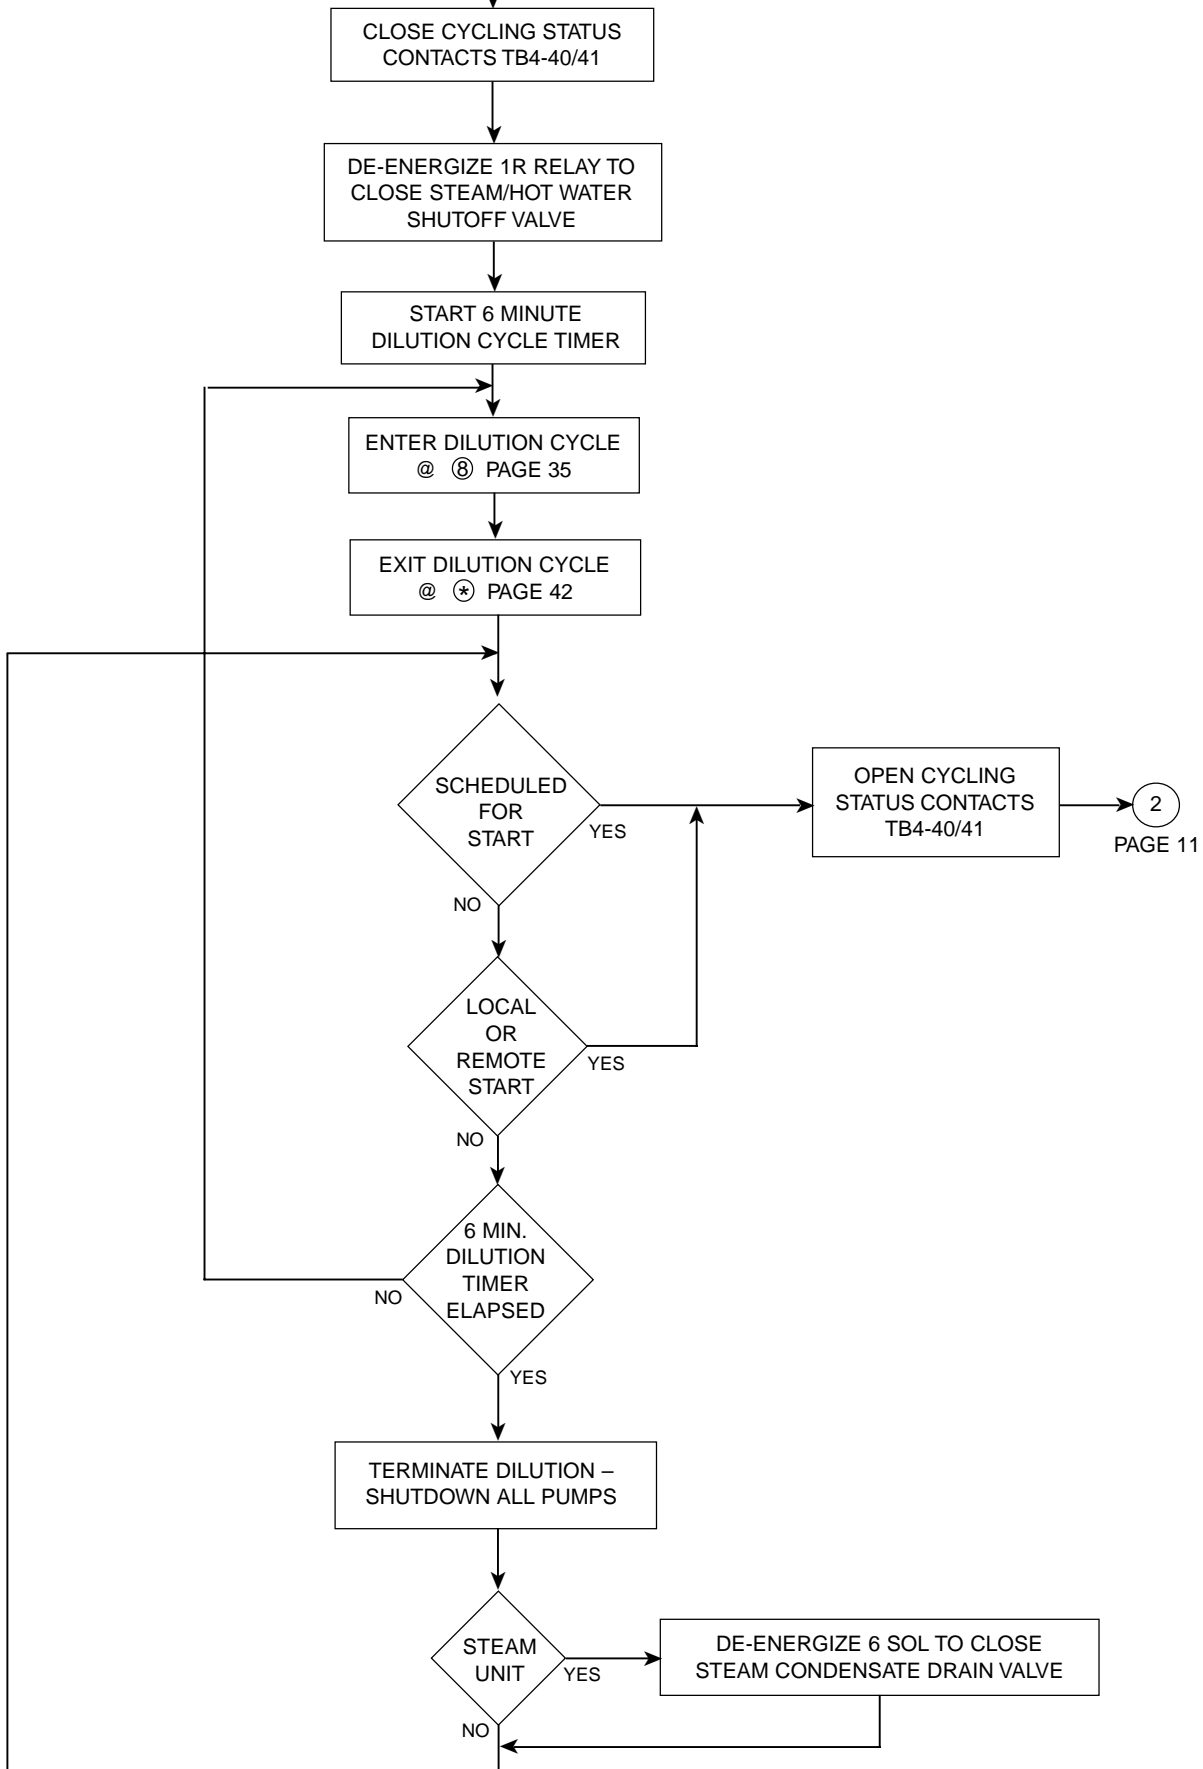 CLOSE CYCLING STATUS
CONTACTS TB4-40/41
DE-ENERGIZE 1R RELAY TO
CLOSE STEAM/HOT WATER
SHUTOFF VALVE
START 6 MINUTE
DILUTION CYCLE TIMER
ENTER DILUTION CYCLE
@ ⑧ PAGE 35
EXIT DILUTION CYCLE
@ ⊛ PAGE 42
SCHEDULED
FOR
START
YES
OPEN CYCLING
STATUS CONTACTS
TB4-40/41
2
PAGE 11
NO
LOCAL
OR
REMOTE
START
YES
NO
6 MIN.
DILUTION
TIMER
ELAPSED
NO
YES
TERMINATE DILUTION –
SHUTDOWN ALL PUMPS
STEAM
UNIT
YES
DE-ENERGIZE 6 SOL TO CLOSE
STEAM CONDENSATE DRAIN VALVE
NO